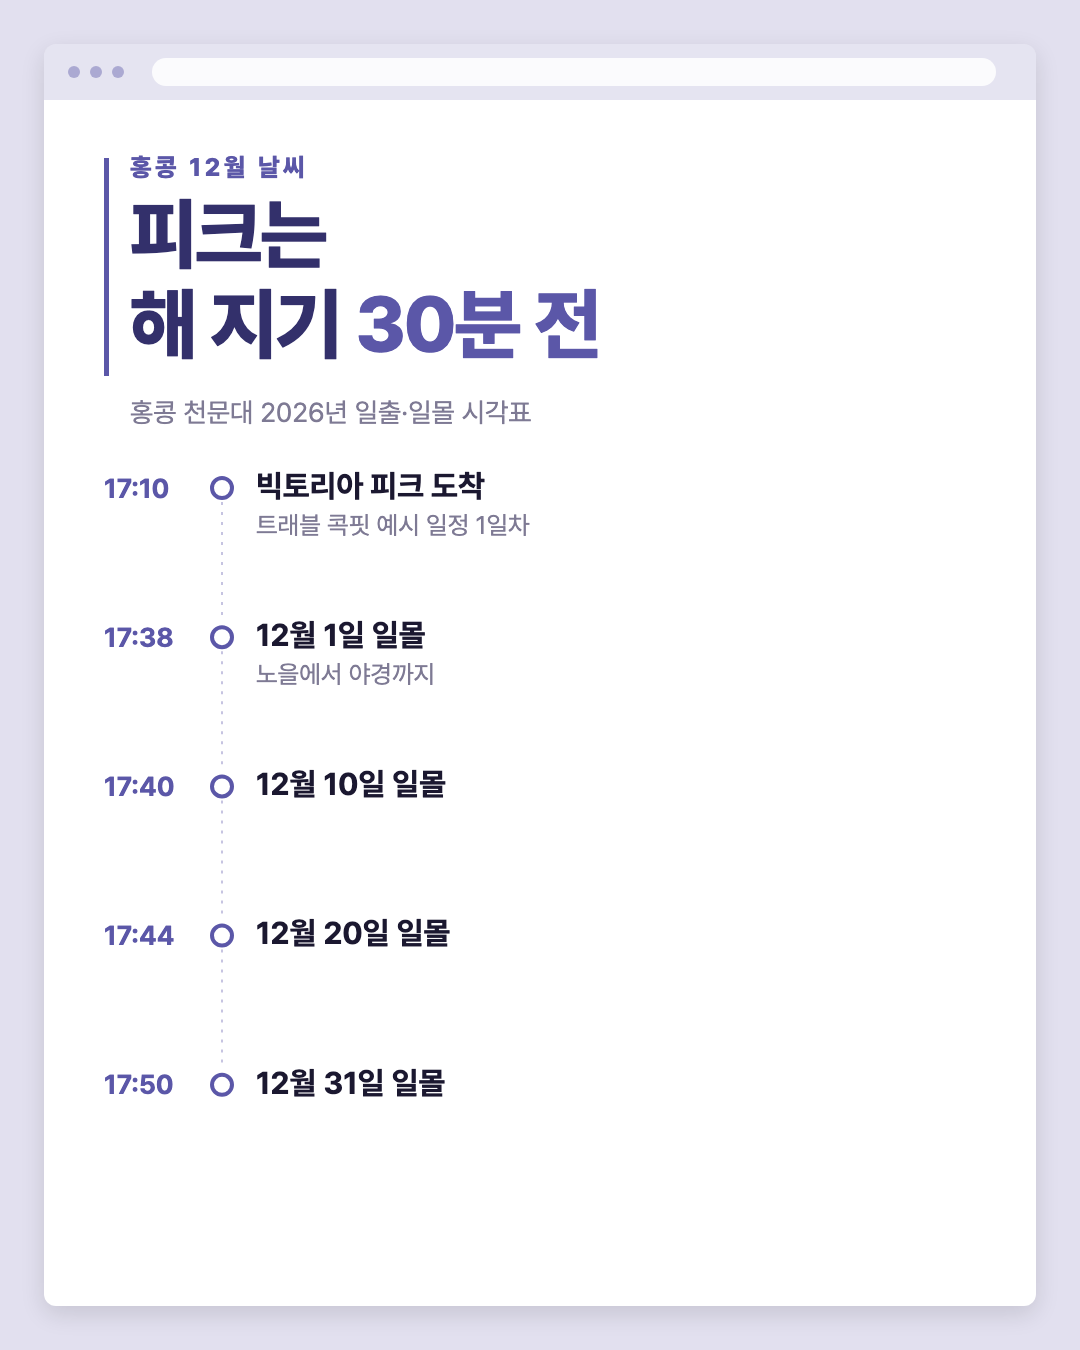 홍콩 12월 날씨
피크는
해 지기 30분 전
홍콩 천문대 2026년 일출·일몰 시각표
17:10 빅토리아 피크 도착
트래블 콕핏 예시 일정 1일차
17:38 12월 1일 일몰
노을에서 야경까지
17:40 12월 10일 일몰
17:44 12월 20일 일몰
17:50 12월 31일 일몰